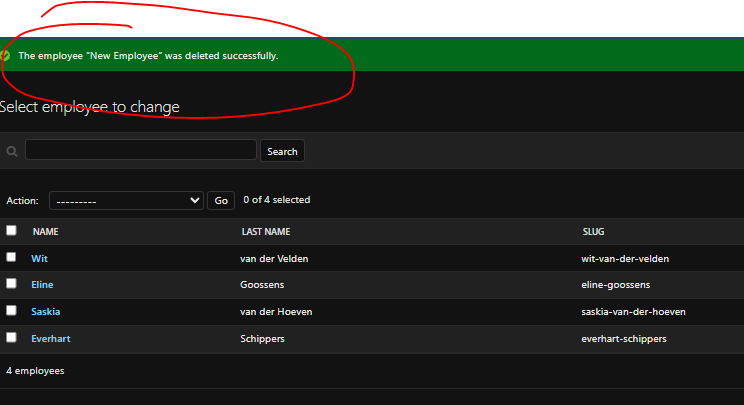 The employee “New Employee” was deleted successfully.
Select employee to change
Search
Action: --------- Go 0 of 4 selected
NAME LAST NAME SLUG
Wit van der Velden wit-van-der-velden
Eline Goossens eline-goossens
Saskia van der Hoeven saskia-van-der-hoeven
Everhart Schippers everhart-schippers
4 employees